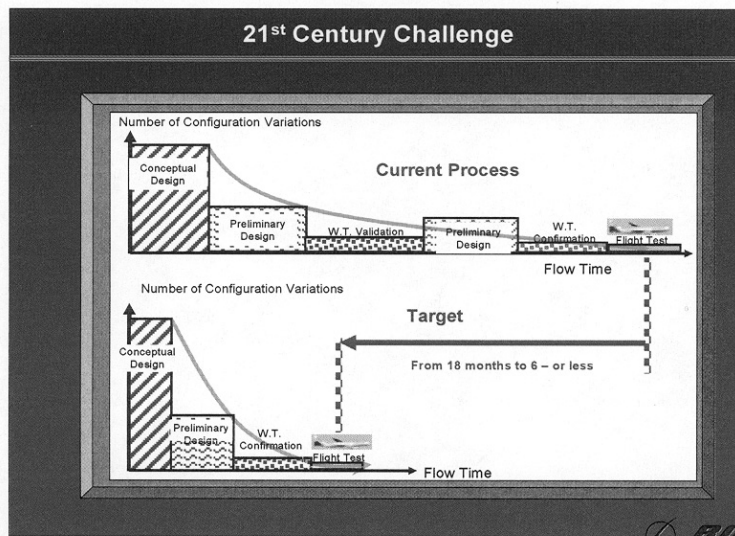 21st Century Challenge
Number of Configuration Variations
Current Process
Conceptual
Design
Preliminary
Design
W.T. Validation
Preliminary
Design
W.T.
Confirmation
Flight Test
Flow Time
Number of Configuration Variations
Target
From 18 months to 6 – or less
Conceptual
Design
Preliminary
Design
W.T.
Confirmation
Flight Test
Flow Time